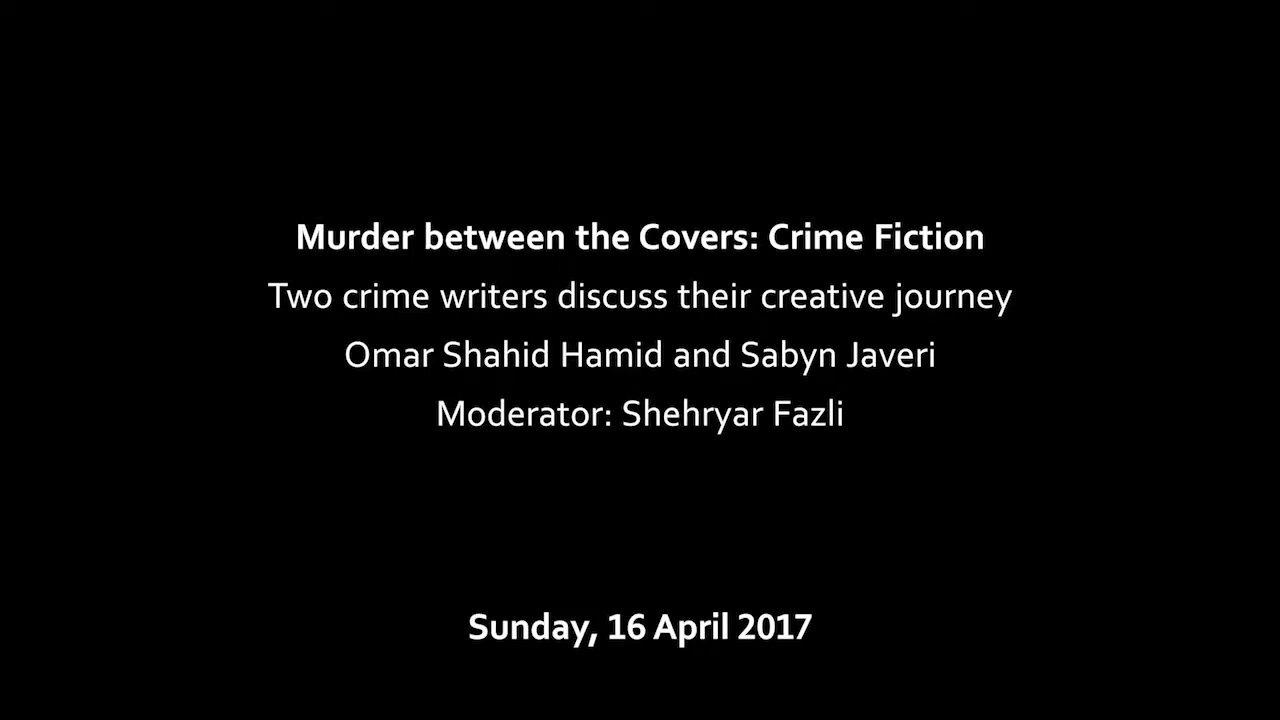 Murder between the Covers: Crime Fiction
Two crime writers discuss their creative journey
Omar Shahid Hamid and Sabyn Javeri
Moderator: Shehryar Fazli
Sunday, 16 April 2017